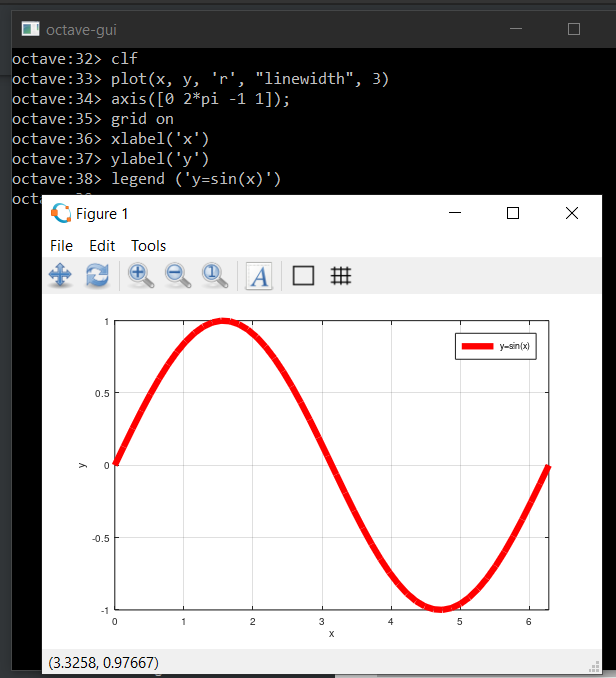 octave-gui
octave:32> clf
octave:33> plot(x, y, 'r', "linewidth", 3)
octave:34> axis([0 2*pi -1 1]);
octave:35> grid on
octave:36> xlabel('x')
octave:37> ylabel('y')
octave:38> legend ('y=sin(x)')
Figure 1
File Edit Tools
A
y=sin(x)
1
0.5
0
-0.5
-1
y
0 1 2 3 4 5 6
x
(3.3258, 0.97667)